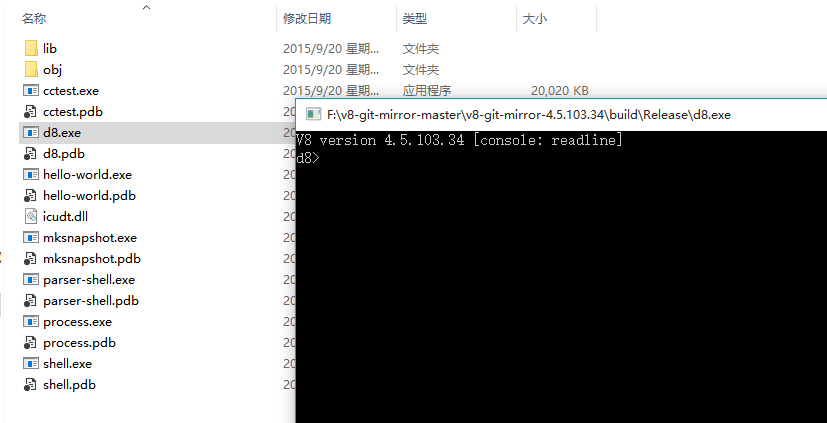 名称 修改日期 类型 大小
lib 2015/9/20 星期... 文件夹
obj 2015/9/20 星期... 文件夹
cctest.exe 2015/9/20 星期... 应用程序 20,020 KB
cctest.pdb 20
d8.exe 20
d8.pdb 20
hello-world.exe 20
hello-world.pdb 20
icudt.dll 20
mksnapshot.exe 20
mksnapshot.pdb 20
parser-shell.exe 20
parser-shell.pdb 20
process.exe 20
process.pdb 20
shell.exe 20
shell.pdb 20
F:\v8-git-mirror-master\v8-git-mirror-4.5.103.34\build\Release\d8.exe
V8 version 4.5.103.34 [console: readline]
d8>